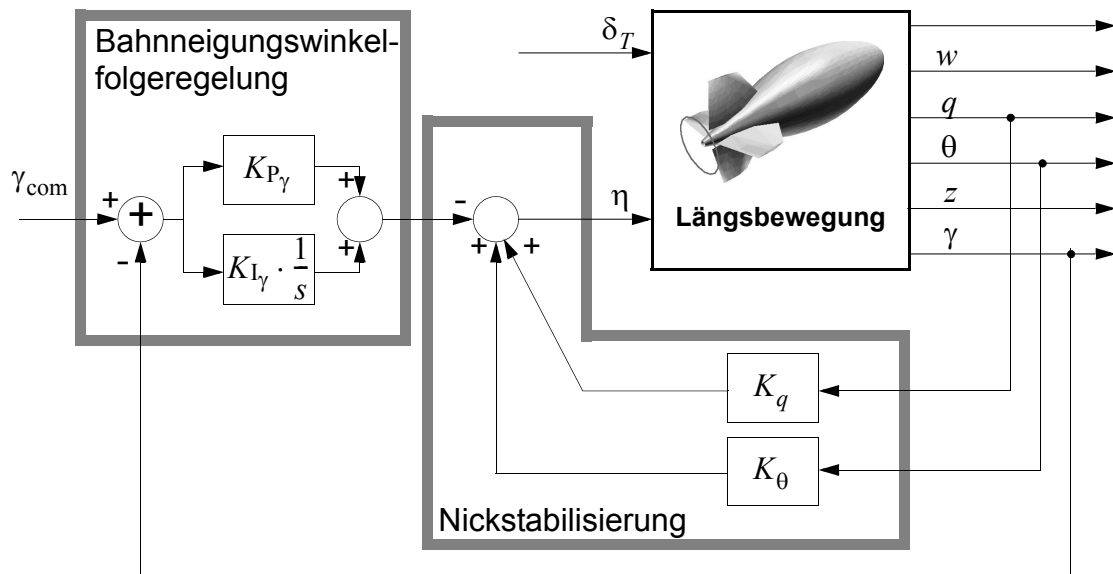 Bahnneigungswinkel-
folgeregelung
δ_T
w
q
θ
z
γ
Längsbewegung
η
γ_com
+
+
-
K_Pγ
K_Iγ · 1/s
+
+
-
+
+
K_q
K_θ
Nickstabilisierung